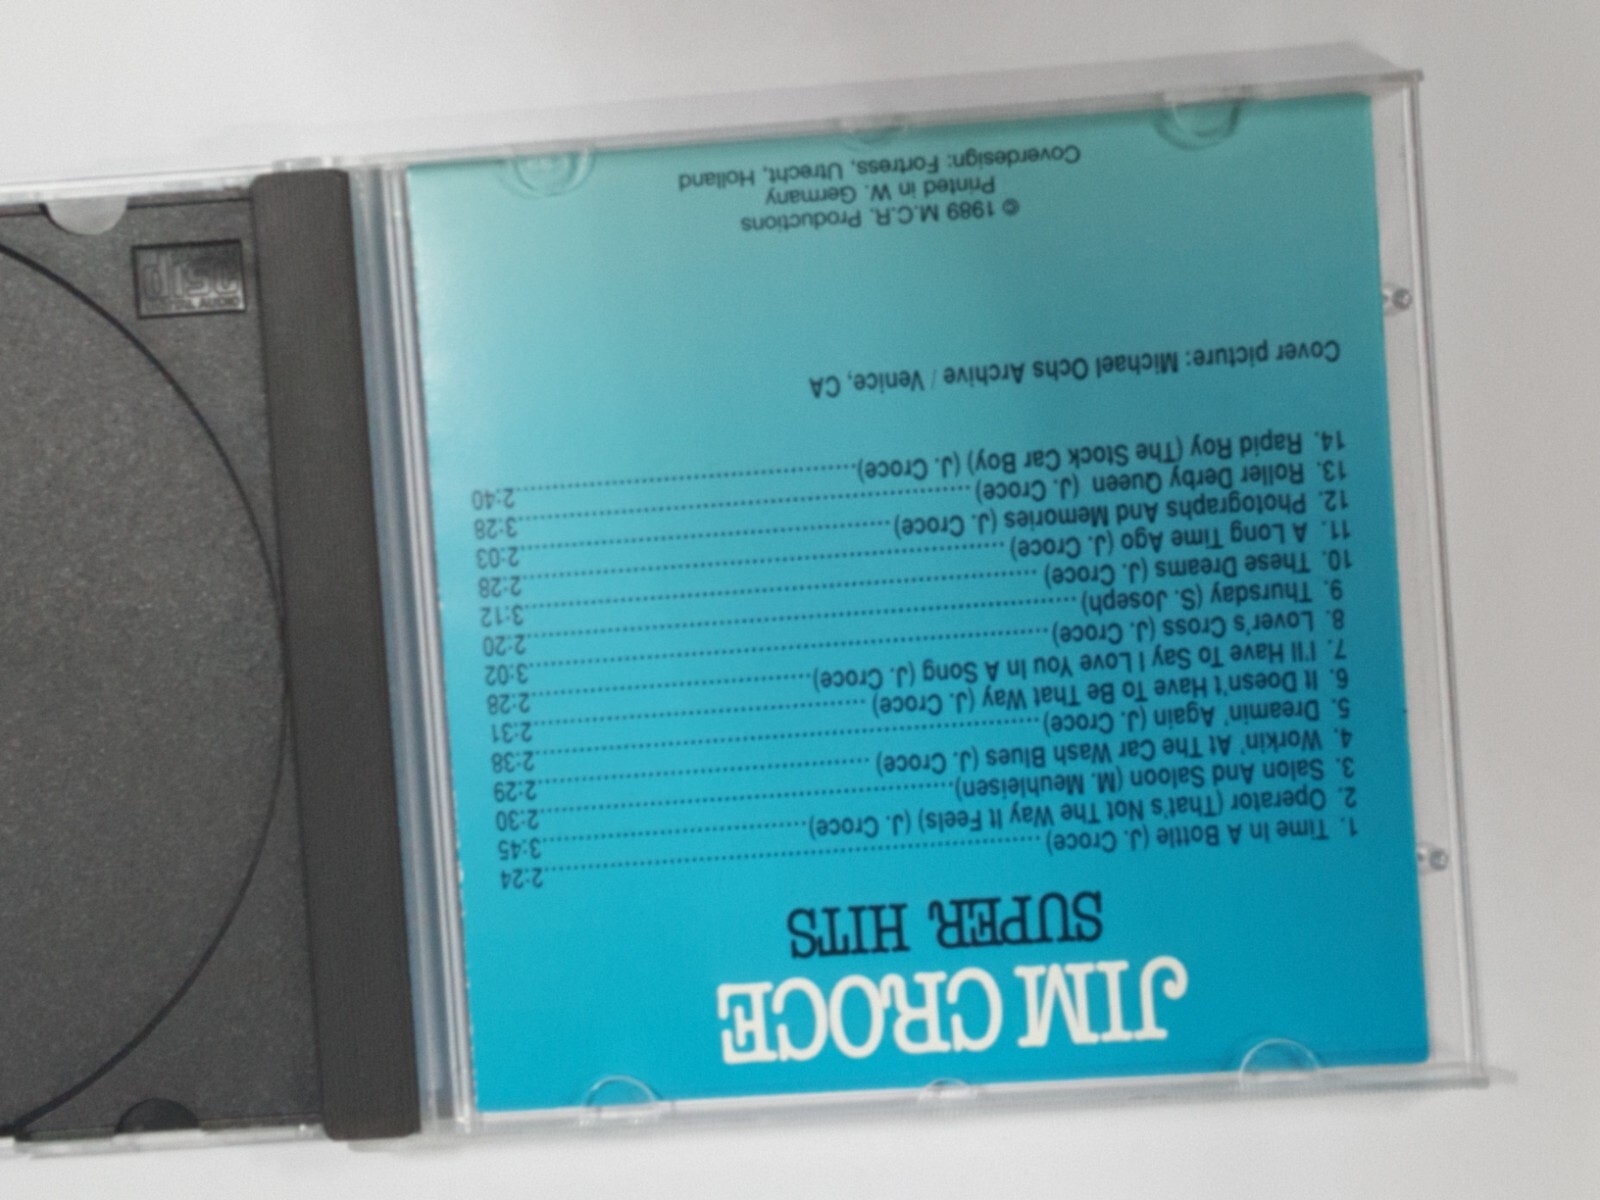 JIM CROCE
SUPER HITS
1. Time In A Bottle (J. Croce) 2:24
2. Operator (That's Not The Way It Feels) (J. Croce) 3:45
3. Salon And Saloon (M. Meuhleisen) 2:30
4. Workin' At The Car Wash Blues (J. Croce) 2:29
5. Dreamin' Again (J. Croce) 2:38
6. It Doesn't Have To Be That Way (J. Croce) 2:31
7. I'll Have To Say I Love You In A Song (J. Croce) 2:28
8. Lover's Cross (J. Croce) 3:02
9. Thursday (S. Joseph) 2:20
10. These Dreams (J. Croce) 3:12
11. A Long Time Ago (J. Croce) 2:28
12. Photographs And Memories (J. Croce) 2:03
13. Roller Derby Queen (J. Croce) 3:28
14. Rapid Roy (The Stock Car Boy) (J. Croce) 2:40
Cover picture: Michael Ochs Archive / Venice, CA
© 1989 M.C.R. Productions
Printed in W. Germany
Coverdesign: Fortress, Utrecht, Holland
disc
DIGITAL AUDIO